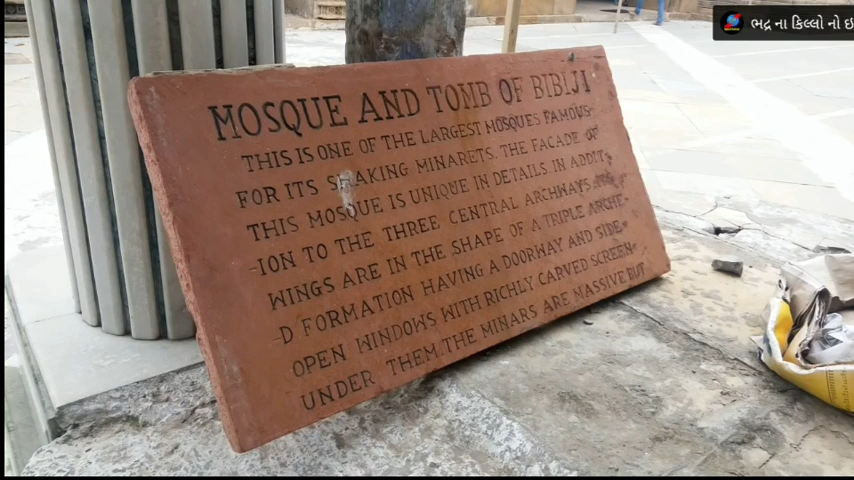 ભદ્ર ના કિલ્લો નો ઇ
MOSQUE AND TOMB OF BIBIJI
THIS IS ONE OF THE LARGEST MOSQUES FAMOUS
FOR ITS SHAKING MINARETS. THE FACADE OF
THIS MOSQUE IS UNIQUE IN DETAILS. IN ADDIT-
-ION TO THE THREE CENTRAL ARCHWAYS
WINGS ARE IN THE SHAPE OF A TRIPLE ARCHE-
-D FORMATION HAVING A DOORWAY AND SIDE-
OPEN WINDOWS WITH RICHLY CARVED SCREEN-
UNDER THEM. THE MINARS ARE MASSIVE BUT